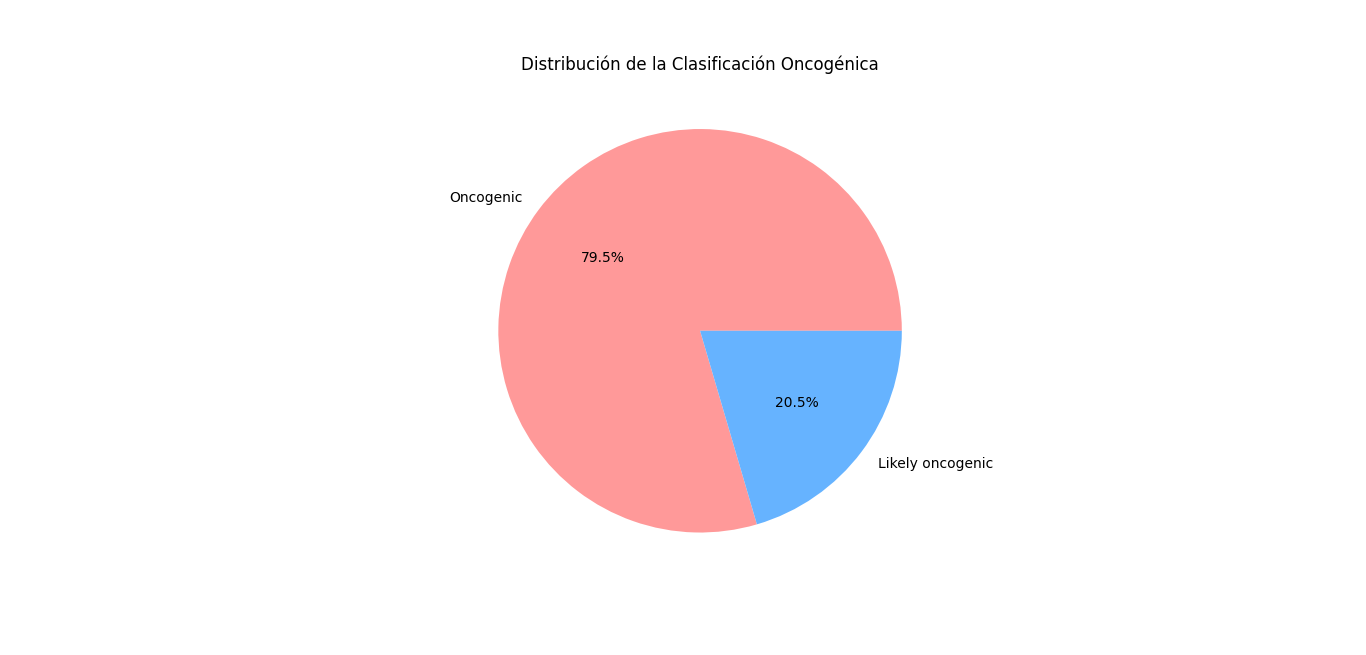 Distribución de la Clasificación Oncogénica
Oncogenic
79.5%
20.5%
Likely oncogenic